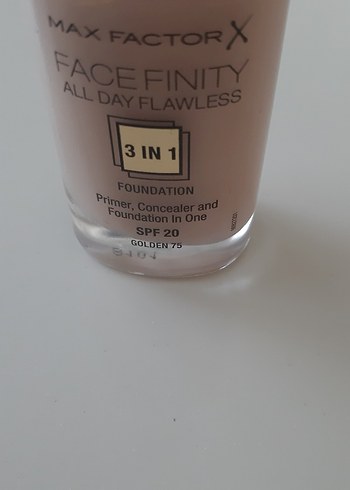 MAX FACTOR X
FACEFINITY
ALL DAY FLAWLESS
3 IN 1
FOUNDATION
Primer, Concealer and
Foundation In One
SPF 20
GOLDEN 75